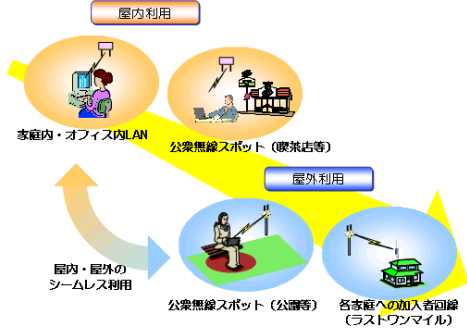 屋内利用
家庭内・オフィス内LAN
公衆無線スポット（喫茶店等）
屋外利用
屋内・屋外の
シームレス利用
公衆無線スポット（公園等）
各家庭への加入者回線
（ラストワンマイル）